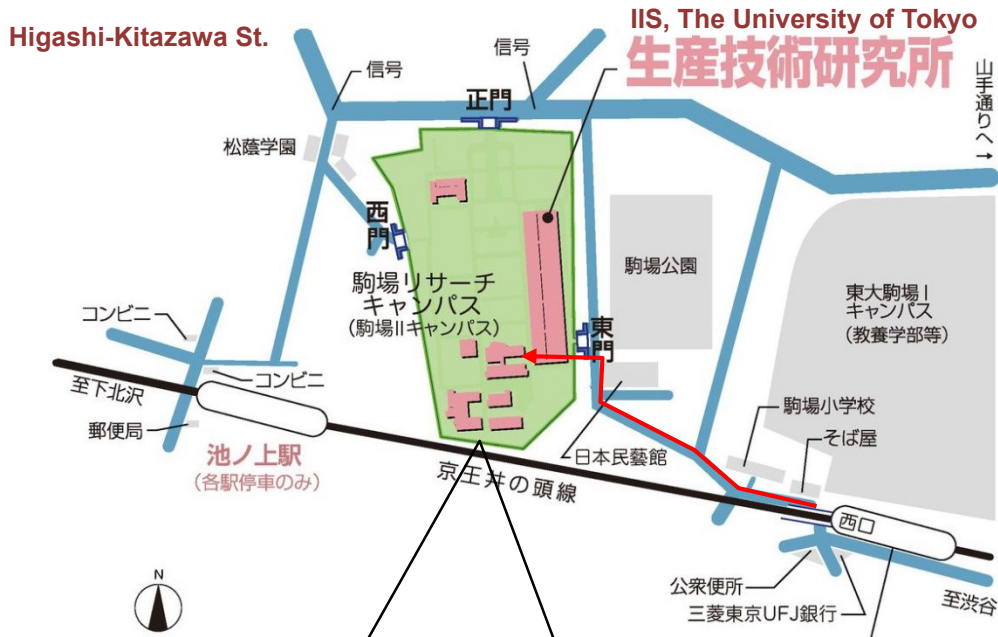 Higashi-Kitazawa St.
IIS, The University of Tokyo
生産技術研究所
信号
信号
正門
山手通りへ →
松蔭学園
西門
駒場公園
駒場リサーチ
キャンパス
(駒場IIキャンパス)
東大駒場I
キャンパス
(教養学部等)
コンビニ
東門
コンビニ
至下北沢
駒場小学校
郵便局
そば屋
池ノ上駅
(各駅停車のみ)
日本民藝館
京王井の頭線
西口
N
公衆便所
三菱東京UFJ銀行
至渋谷